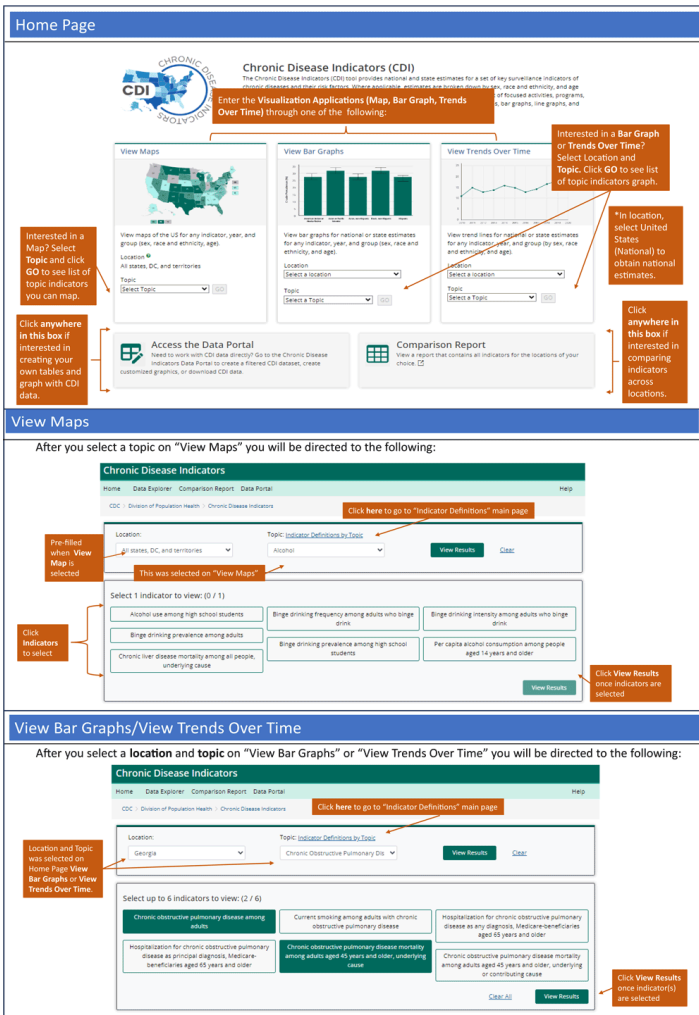 Home Page
CHRONIC DISEASE
CDI
INDICATORS
Chronic Disease Indicators (CDI)
The Chronic Disease Indicators (CDI) tool provides national and state estimates for a set of key surveillance indicators of
chronic diseases and their risk factors. Where applicable, estimates are broken down by sex, race and ethnicity, and age
of focused activities, programs,
s, bar graphs, line graphs, and
Enter the Visualization Applications (Map, Bar Graph, Trends
Over Time) through one of the following:
View Maps
View maps of the US for any indicator, year, and
group (sex, race and ethnicity, age).
Location
All states, DC, and territories
Topic
Select Topic
GO
View Bar Graphs
View bar graphs for national or state estimates
for any indicator, year, and group (sex, race and
ethnicity, and age).
Location
Select a location
Topic
Select a Topic
GO
View Trends Over Time
View trend lines for national or state estimates
for any indicator, year, and group (by sex, race
and ethnicity, and age).
Location
Select a location
Topic
Select a Topic
GO
Interested in a Bar Graph
or Trends Over Time?
Select Location and
Topic. Click GO to see list
of topic indicators graph.
*In location,
select United
States
(National) to
obtain national
estimates.
Interested in a
Map? Select
Topic and click
GO to see list of
topic indicators
you can map.
Click anywhere
in this box if
interested in
creating your
own tables and
graph with CDI
data.
Access the Data Portal
Need to work with CDI data directly? Go to the Chronic Disease
Indicators Data Portal to create a filtered CDI dataset, create
customized graphics, or download CDI data.
Comparison Report
View a report that contains all indicators for the locations of your
choice.
Click
anywhere in
this box if
interested in
comparing
indicators
across
locations.
View Maps
After you select a topic on “View Maps” you will be directed to the following:
Chronic Disease Indicators
Home Data Explorer Comparison Report Data Portal Help
CDC Division of Population Health Chronic Disease Indicators
Click here to go to “Indicator Definitions” main page
Location: Topic: Indicator Definitions by Topic
All states, DC, and territories Alcohol View Results Clear
Pre-filled
when View
Map is
selected
This was selected on “View Maps”
Select 1 indicator to view: (0 / 1)
Alcohol use among high school students
Binge drinking prevalence among adults
Chronic liver disease mortality among all people,
underlying cause
Binge drinking frequency among adults who binge
drink
Binge drinking prevalence among high school
students
Binge drinking intensity among adults who binge
drink
Per capita alcohol consumption among people
aged 14 years and older
View Results
Click
Indicators
to select
Click View Results
once indicators are
selected
View Bar Graphs/View Trends Over Time
After you select a location and topic on “View Bar Graphs” or “View Trends Over Time” you will be directed to the following:
Chronic Disease Indicators
Home Data Explorer Comparison Report Data Portal Help
CDC Division of Population Health Chronic Disease Indicators
Click here to go to “Indicator Definitions” main page
Location: Topic: Indicator Definitions by Topic
Georgia Chronic Obstructive Pulmonary Dis View Results Clear
Location and Topic
was selected on
Home Page View
Bar Graphs or View
Trends Over Time.
Select up to 6 indicators to view: (2 / 6)
Chronic obstructive pulmonary disease among
adults
Current smoking among adults with chronic
obstructive pulmonary disease
Hospitalization for chronic obstructive pulmonary
disease as any diagnosis, Medicare-beneficiaries
aged 65 years and older
Hospitalization for chronic obstructive pulmonary
disease as principal diagnosis, Medicare-
beneficiaries aged 65 years and older
Chronic obstructive pulmonary disease mortality
among adults aged 45 years and older, underlying
cause
Chronic obstructive pulmonary disease mortality
among adults aged 45 years and older, underlying
or contributing cause
Clear All View Results
Click View Results
once indicator(s)
are selected